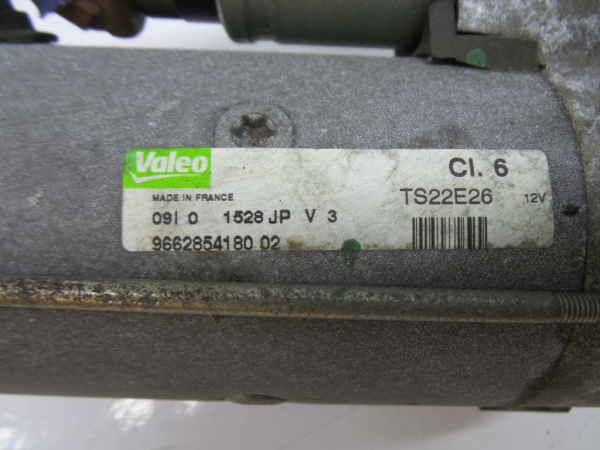 Valeo
Cl. 6
MADE IN FRANCE
TS22E26 12V
09I 0 1528 JP V 3
9662854180 02